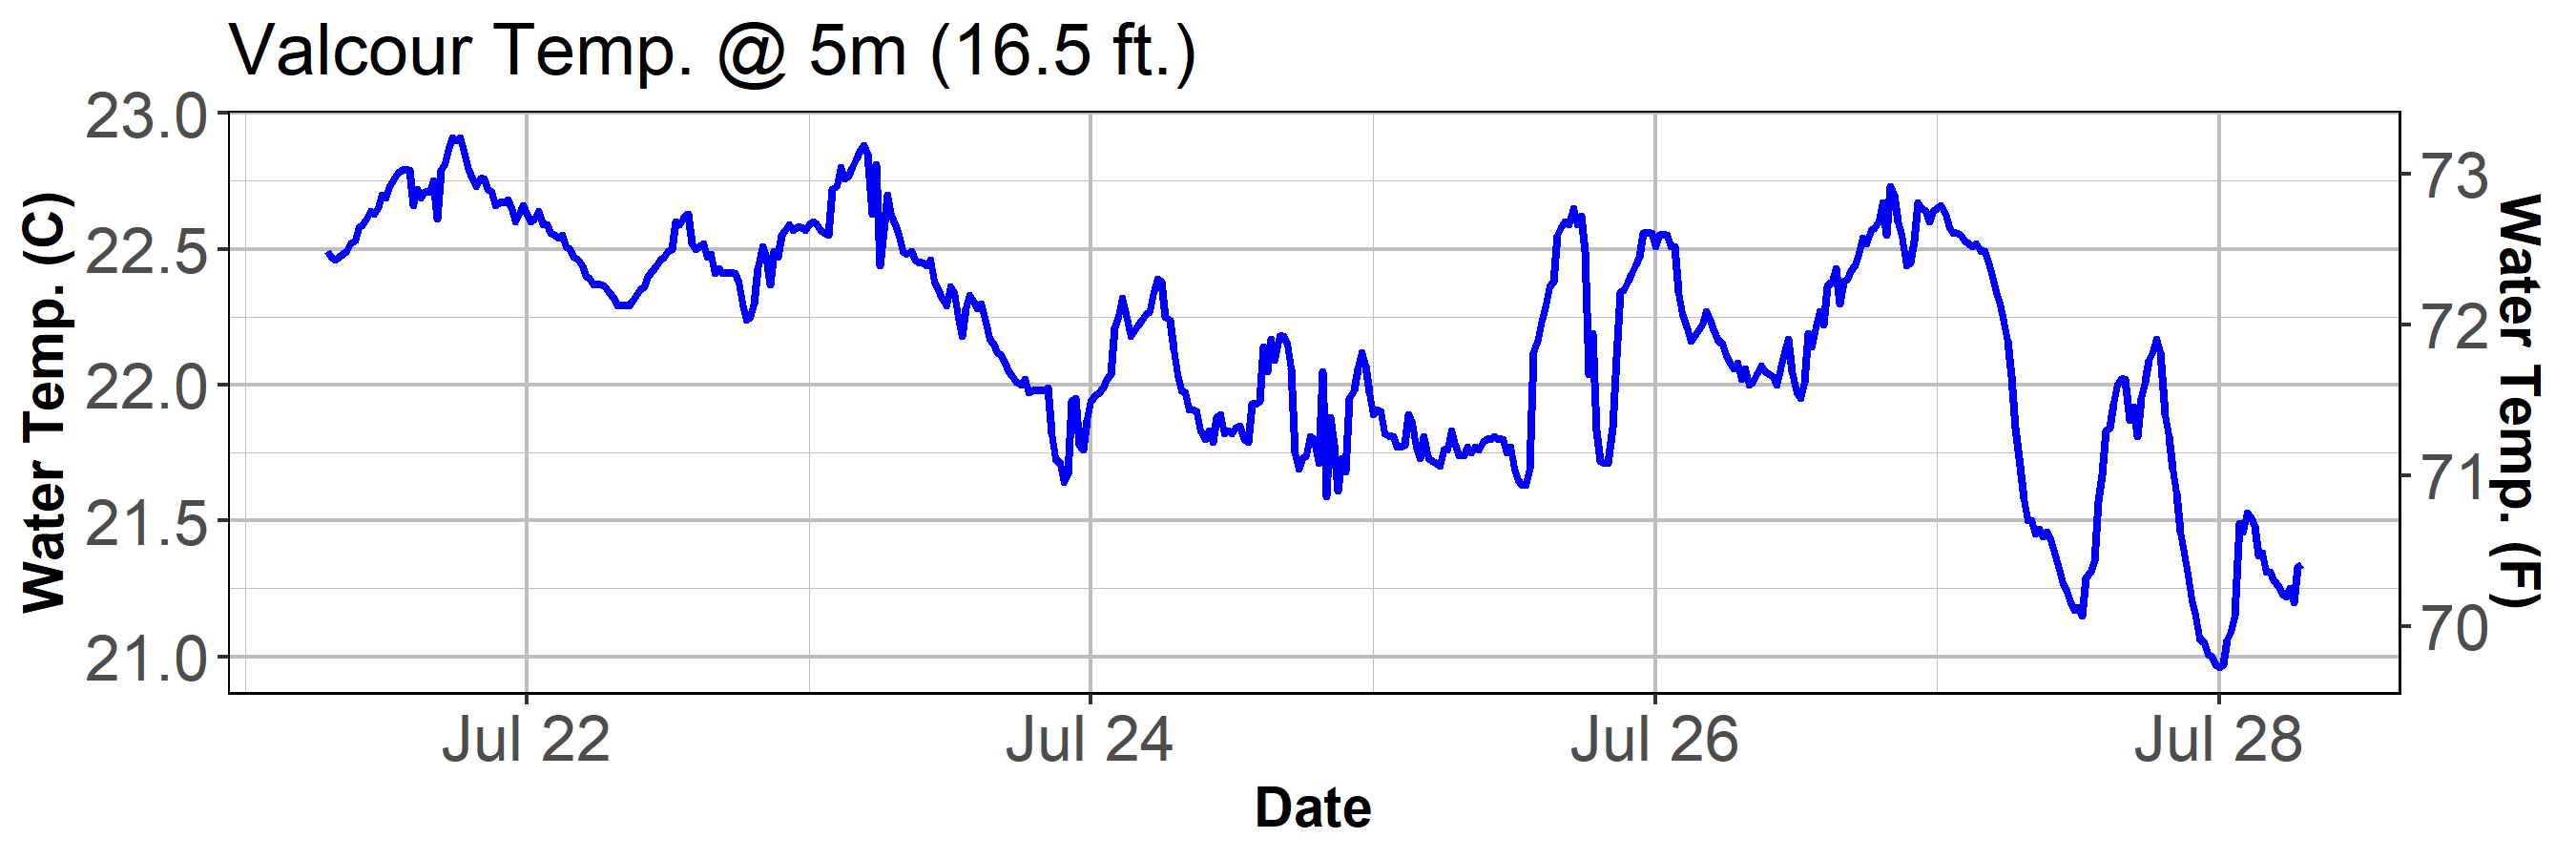 Valcour Temp. @ 5m (16.5 ft.)
Water Temp. (C)
23.0
22.5
22.0
21.5
21.0
73
72
71
70
Water Temp. (F)
Jul 22
Jul 24
Jul 26
Jul 28
Date